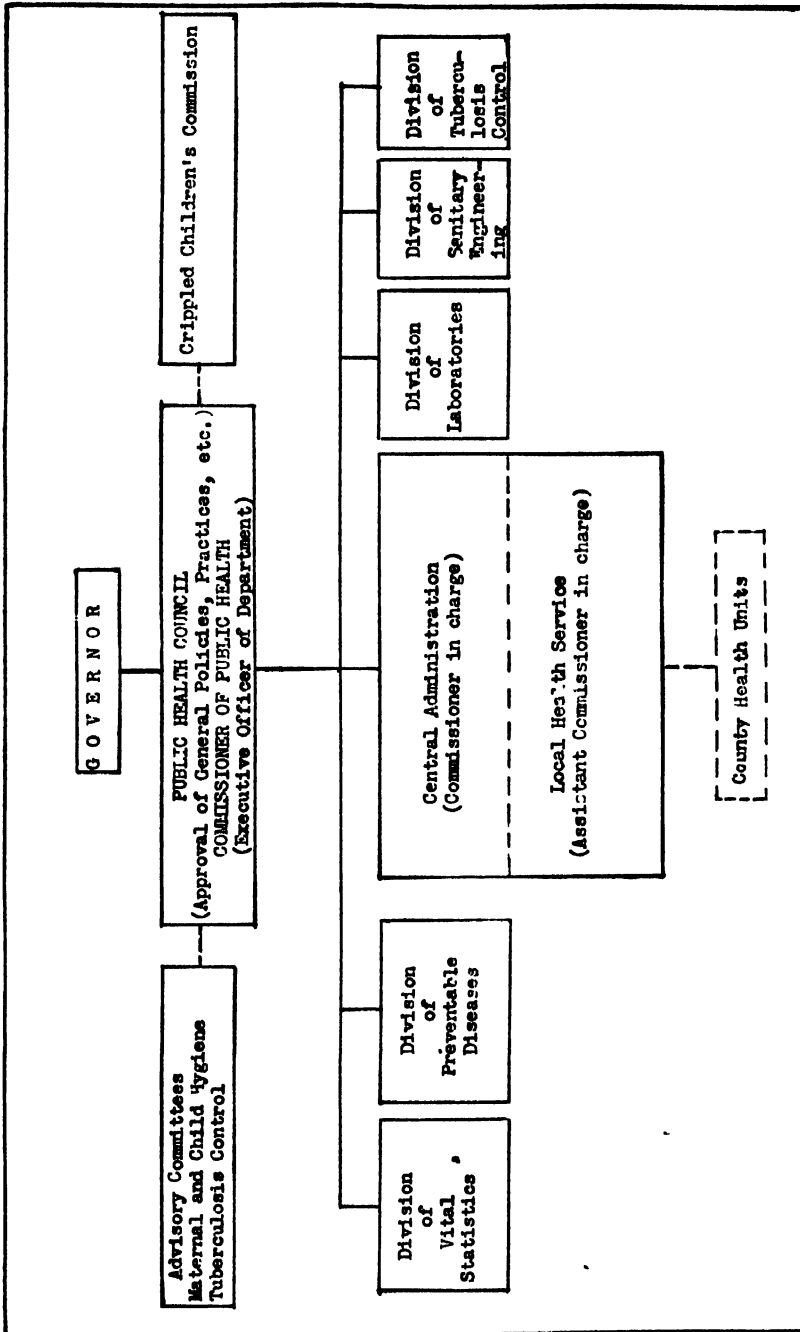 G O V E R N O R
Advisory Committees
Maternal and Child Hygiene
Tuberculosis Control
PUBLIC HEALTH COUNCIL
(Approval of General Policies, Practices, etc.)
COMMISSIONER OF PUBLIC HEALTH
(Executive Officer of Department)
Crippled Children's Commission
Division
of
Vital
Statistics
Division
of
Preventable
Diseases
Central Administration
(Commissioner in charge)
Local Health Service
(Assistant Commissioner in charge)
Division
of
Laboratories
Division
of
Sanitary
Engineer-
ing
Division
of
Tubercu-
losis
Control
County Health Units